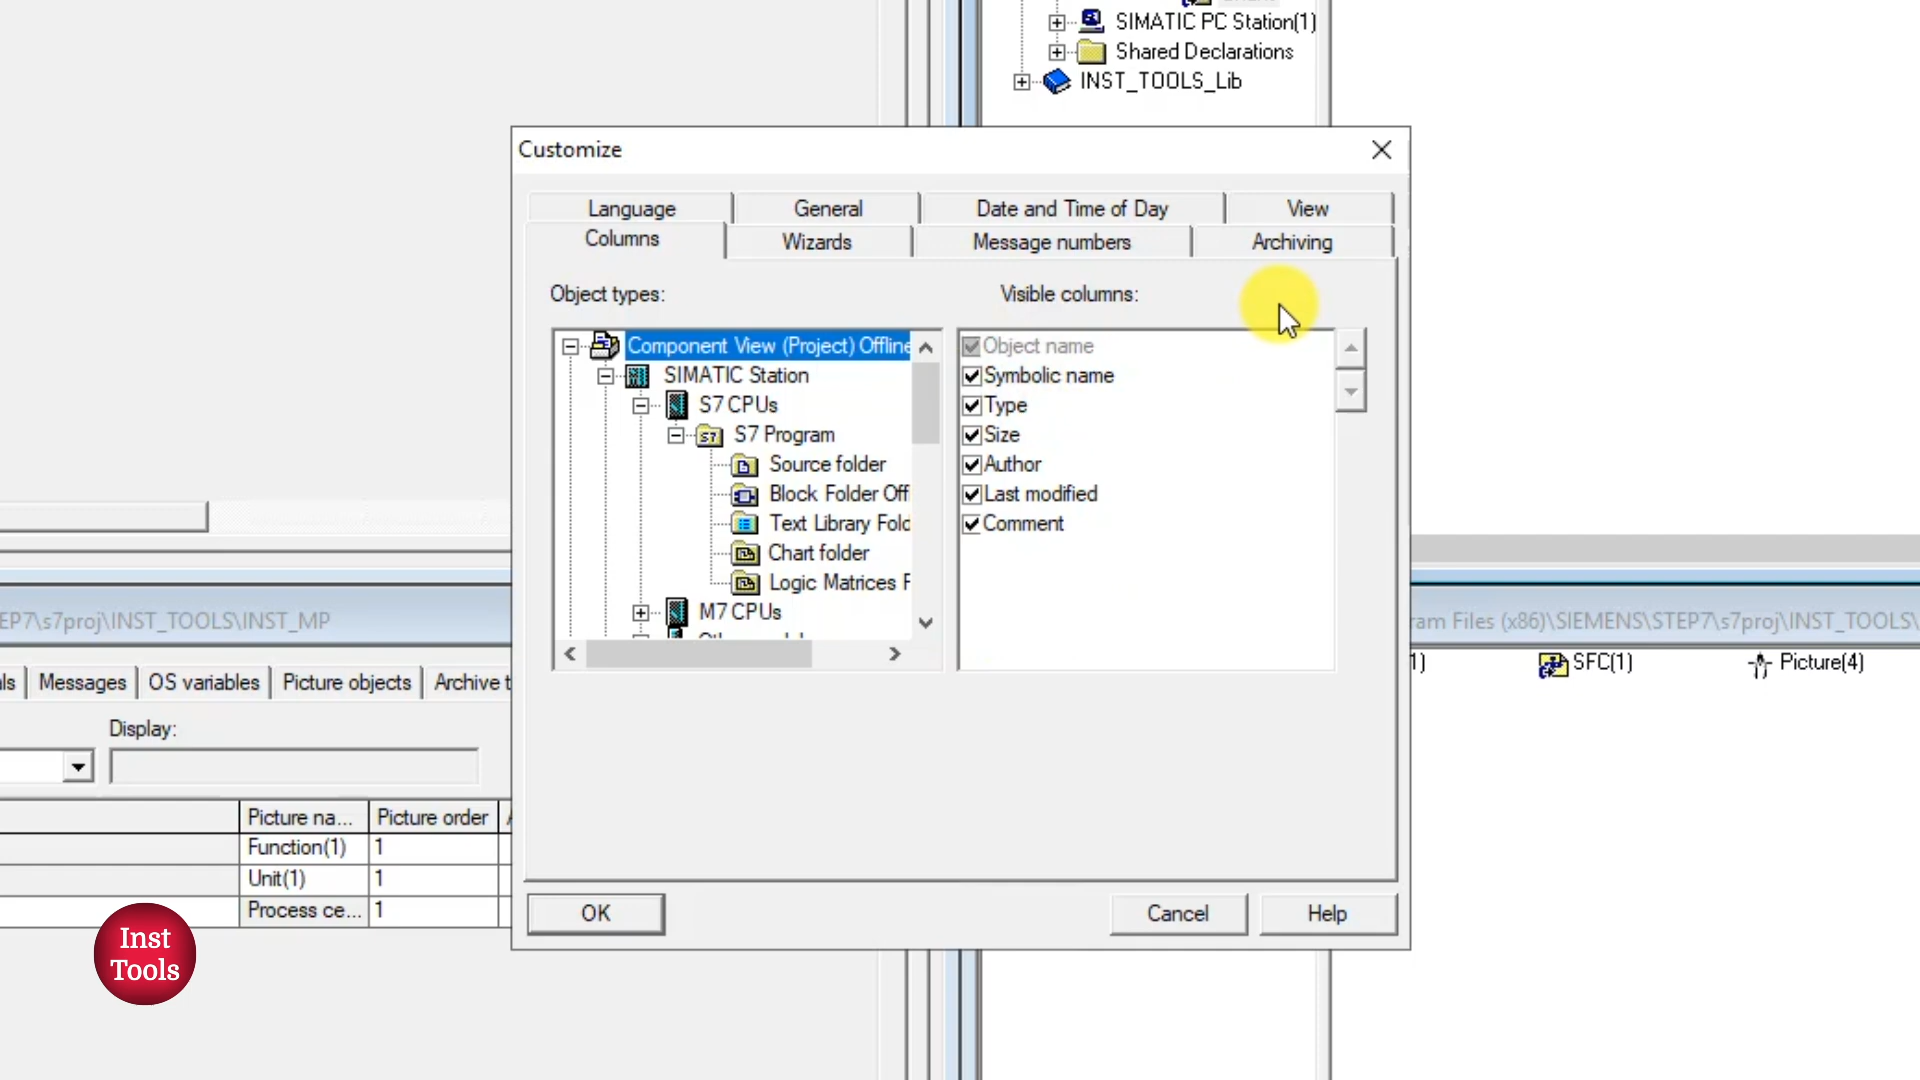 SIMATIC PC Station(1)
Shared Declarations
INST_TOOLS_Lib
Customize
Language
General
Date and Time of Day
View
Columns
Wizards
Message numbers
Archiving
Object types:
Visible columns:
Component View (Project) Offline
SIMATIC Station
S7 CPUs
S7 Program
Source folder
Block Folder Off
Text Library Fold
Chart folder
Logic Matrices F
M7 CPUs
Object name
Symbolic name
Type
Size
Author
Last modified
Comment
OK
Cancel
Help
EP7\s7proj\INST_TOOLS\INST_MP
ram Files (x86)\SIEMENS\STEP7\s7proj\INST_TOOLS\
ls
Messages
OS variables
Picture objects
Archive t
1)
SFC(1)
Picture(4)
Display:
Picture na...
Picture order
Function(1)
1
Unit(1)
1
Process ce...
1
Inst
Tools